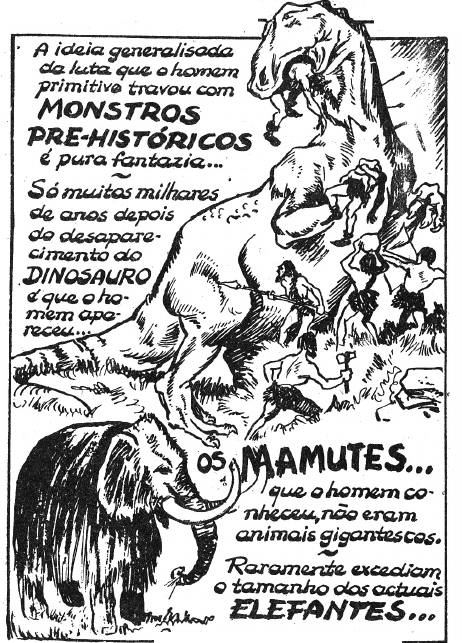 A ideia generalisada
da luta que o homem
primitivo travou com
MONSTROS
PRE-HISTÓRICOS
é pura fantazia...
Só muitos milhares
de anos depois
do desapare-
cimento do
DINOSAURO
é que o ho-
mem apa-
receu...
OS MAMUTES...
que o homem co-
nheceu, não eram
animais gigantescos.
Raramente excediam
o tamanho dos actuais
ELEFANTES...